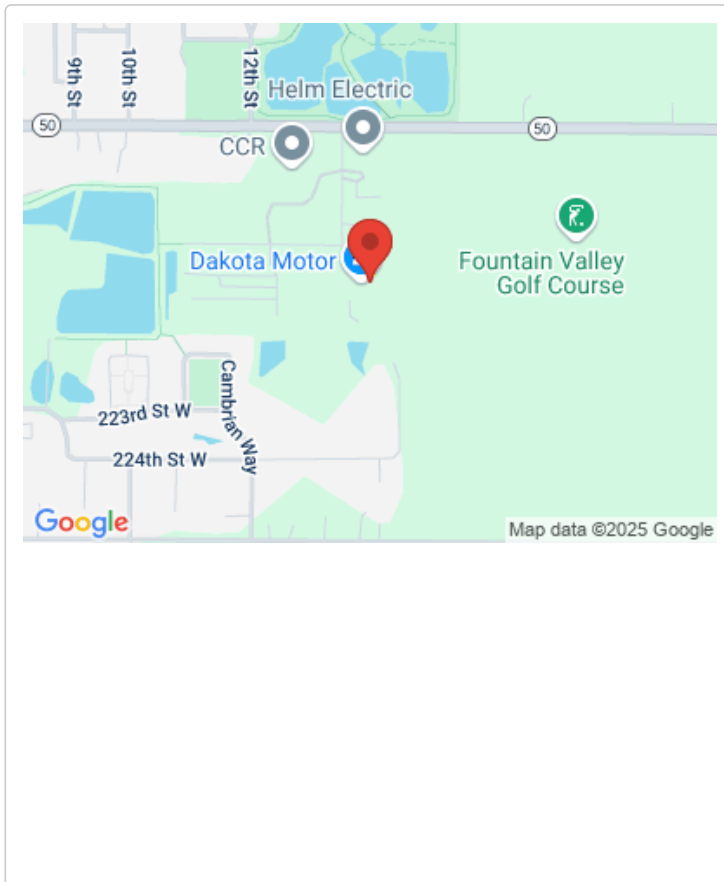 9th St
10th St
12th St
Helm Electric
50
50
CCR
Dakota Motor
Fountain Valley
Golf Course
Cambrian Way
223rd St W
224th St W
Google
Map data ©2025 Google